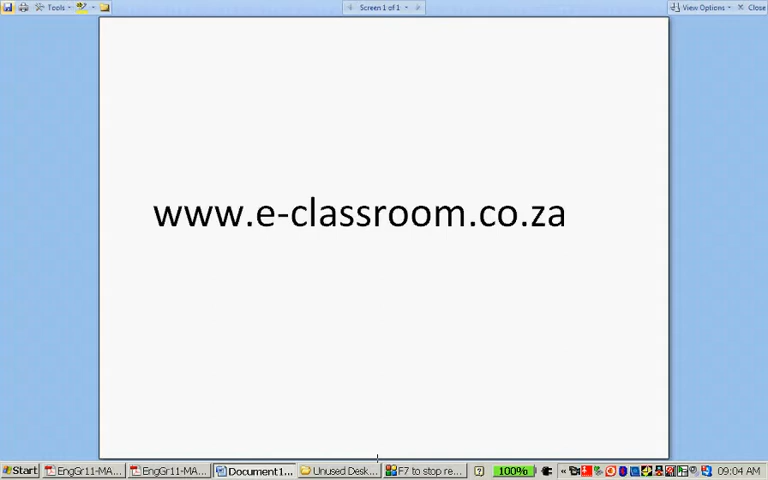 Tools
Screen 1 of 1
View Options
Close
www.e-classroom.co.za
Start
EngGr11-MA...
EngGr11-MA...
Document1...
Unused Desk...
F7 to stop re...
100%
09:04 AM